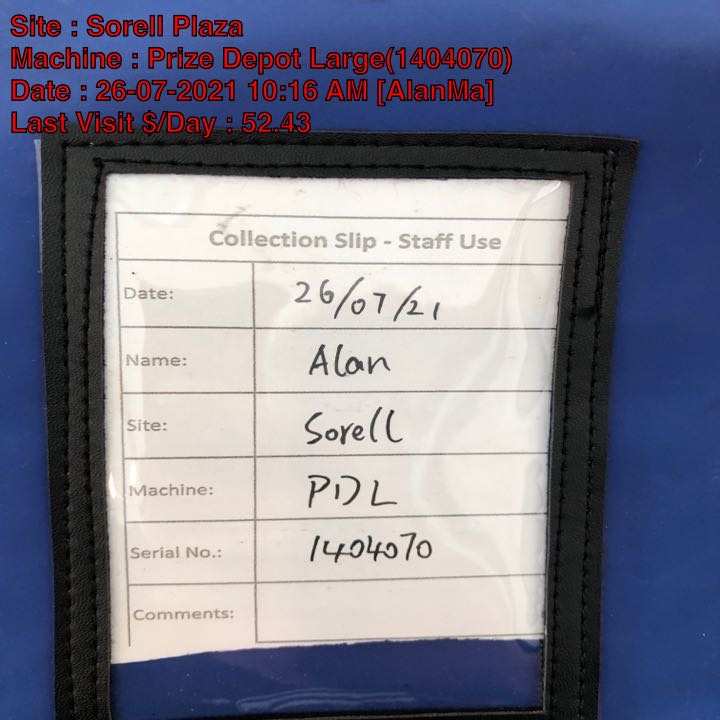 Site : Sorell Plaza
Machine : Prize Depot Large(1404070)
Date : 26-07-2021 10:16 AM [AlanMa]
Last Visit $/Day : 52.43
Collection Slip - Staff Use
Date: 26/07/21
Name: Alan
Site: Sorell
Machine: PDL
Serial No.: 1404070
Comments: